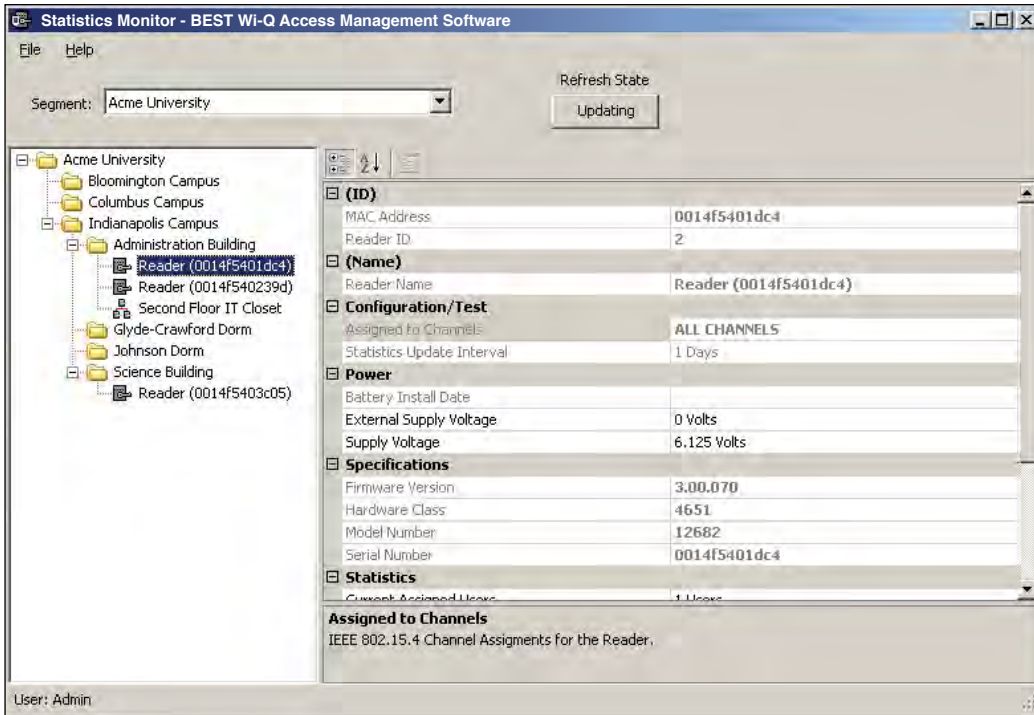 Statistics Monitor - BEST Wi-Q Access Management Software
File Help
Refresh State
Segment: Acme University
Updating
Acme University
Bloomington Campus
Columbus Campus
Indianapolis Campus
Administration Building
Reader (0014f5401dc4)
Reader (0014f540239d)
Second Floor IT Closet
Glyde-Crawford Dorm
Johnson Dorm
Science Building
Reader (0014f5403c05)
(ID)
MAC Address 0014f5401dc4
Reader ID 2
(Name)
Reader Name Reader (0014f5401dc4)
Configuration/Test
Assigned to Channels ALL CHANNELS
Statistics Update Interval 1 Days
Power
Battery Install Date
External Supply Voltage 0 Volts
Supply Voltage 6.125 Volts
Specifications
Firmware Version 3.00.070
Hardware Class 4651
Model Number 12682
Serial Number 0014f5401dc4
Statistics
Current Assigned Users 1 Users
Assigned to Channels
IEEE 802.15.4 Channel Assigments for the Reader.
User: Admin